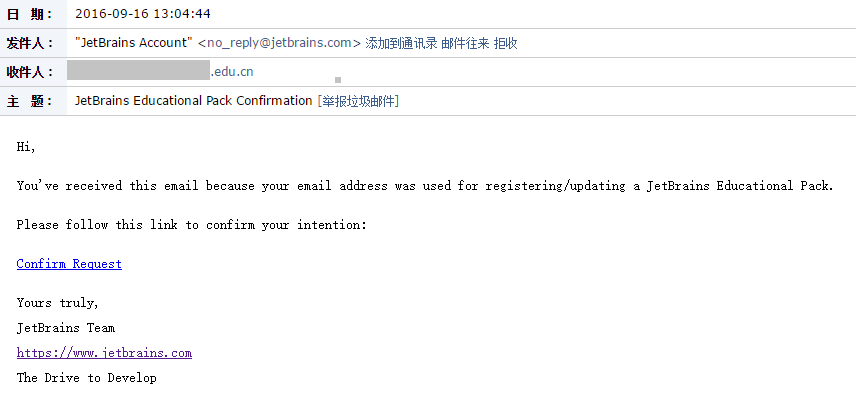 日 期： 2016-09-16 13:04:44
发件人： "JetBrains Account" <no_reply@jetbrains.com> 添加到通讯录 邮件往来 拒收
收件人： .edu.cn
主 题： JetBrains Educational Pack Confirmation [举报垃圾邮件]
Hi,
You've received this email because your email address was used for registering/updating a JetBrains Educational Pack.
Please follow this link to confirm your intention:
Confirm Request
Yours truly,
JetBrains Team
https://www.jetbrains.com
The Drive to Develop